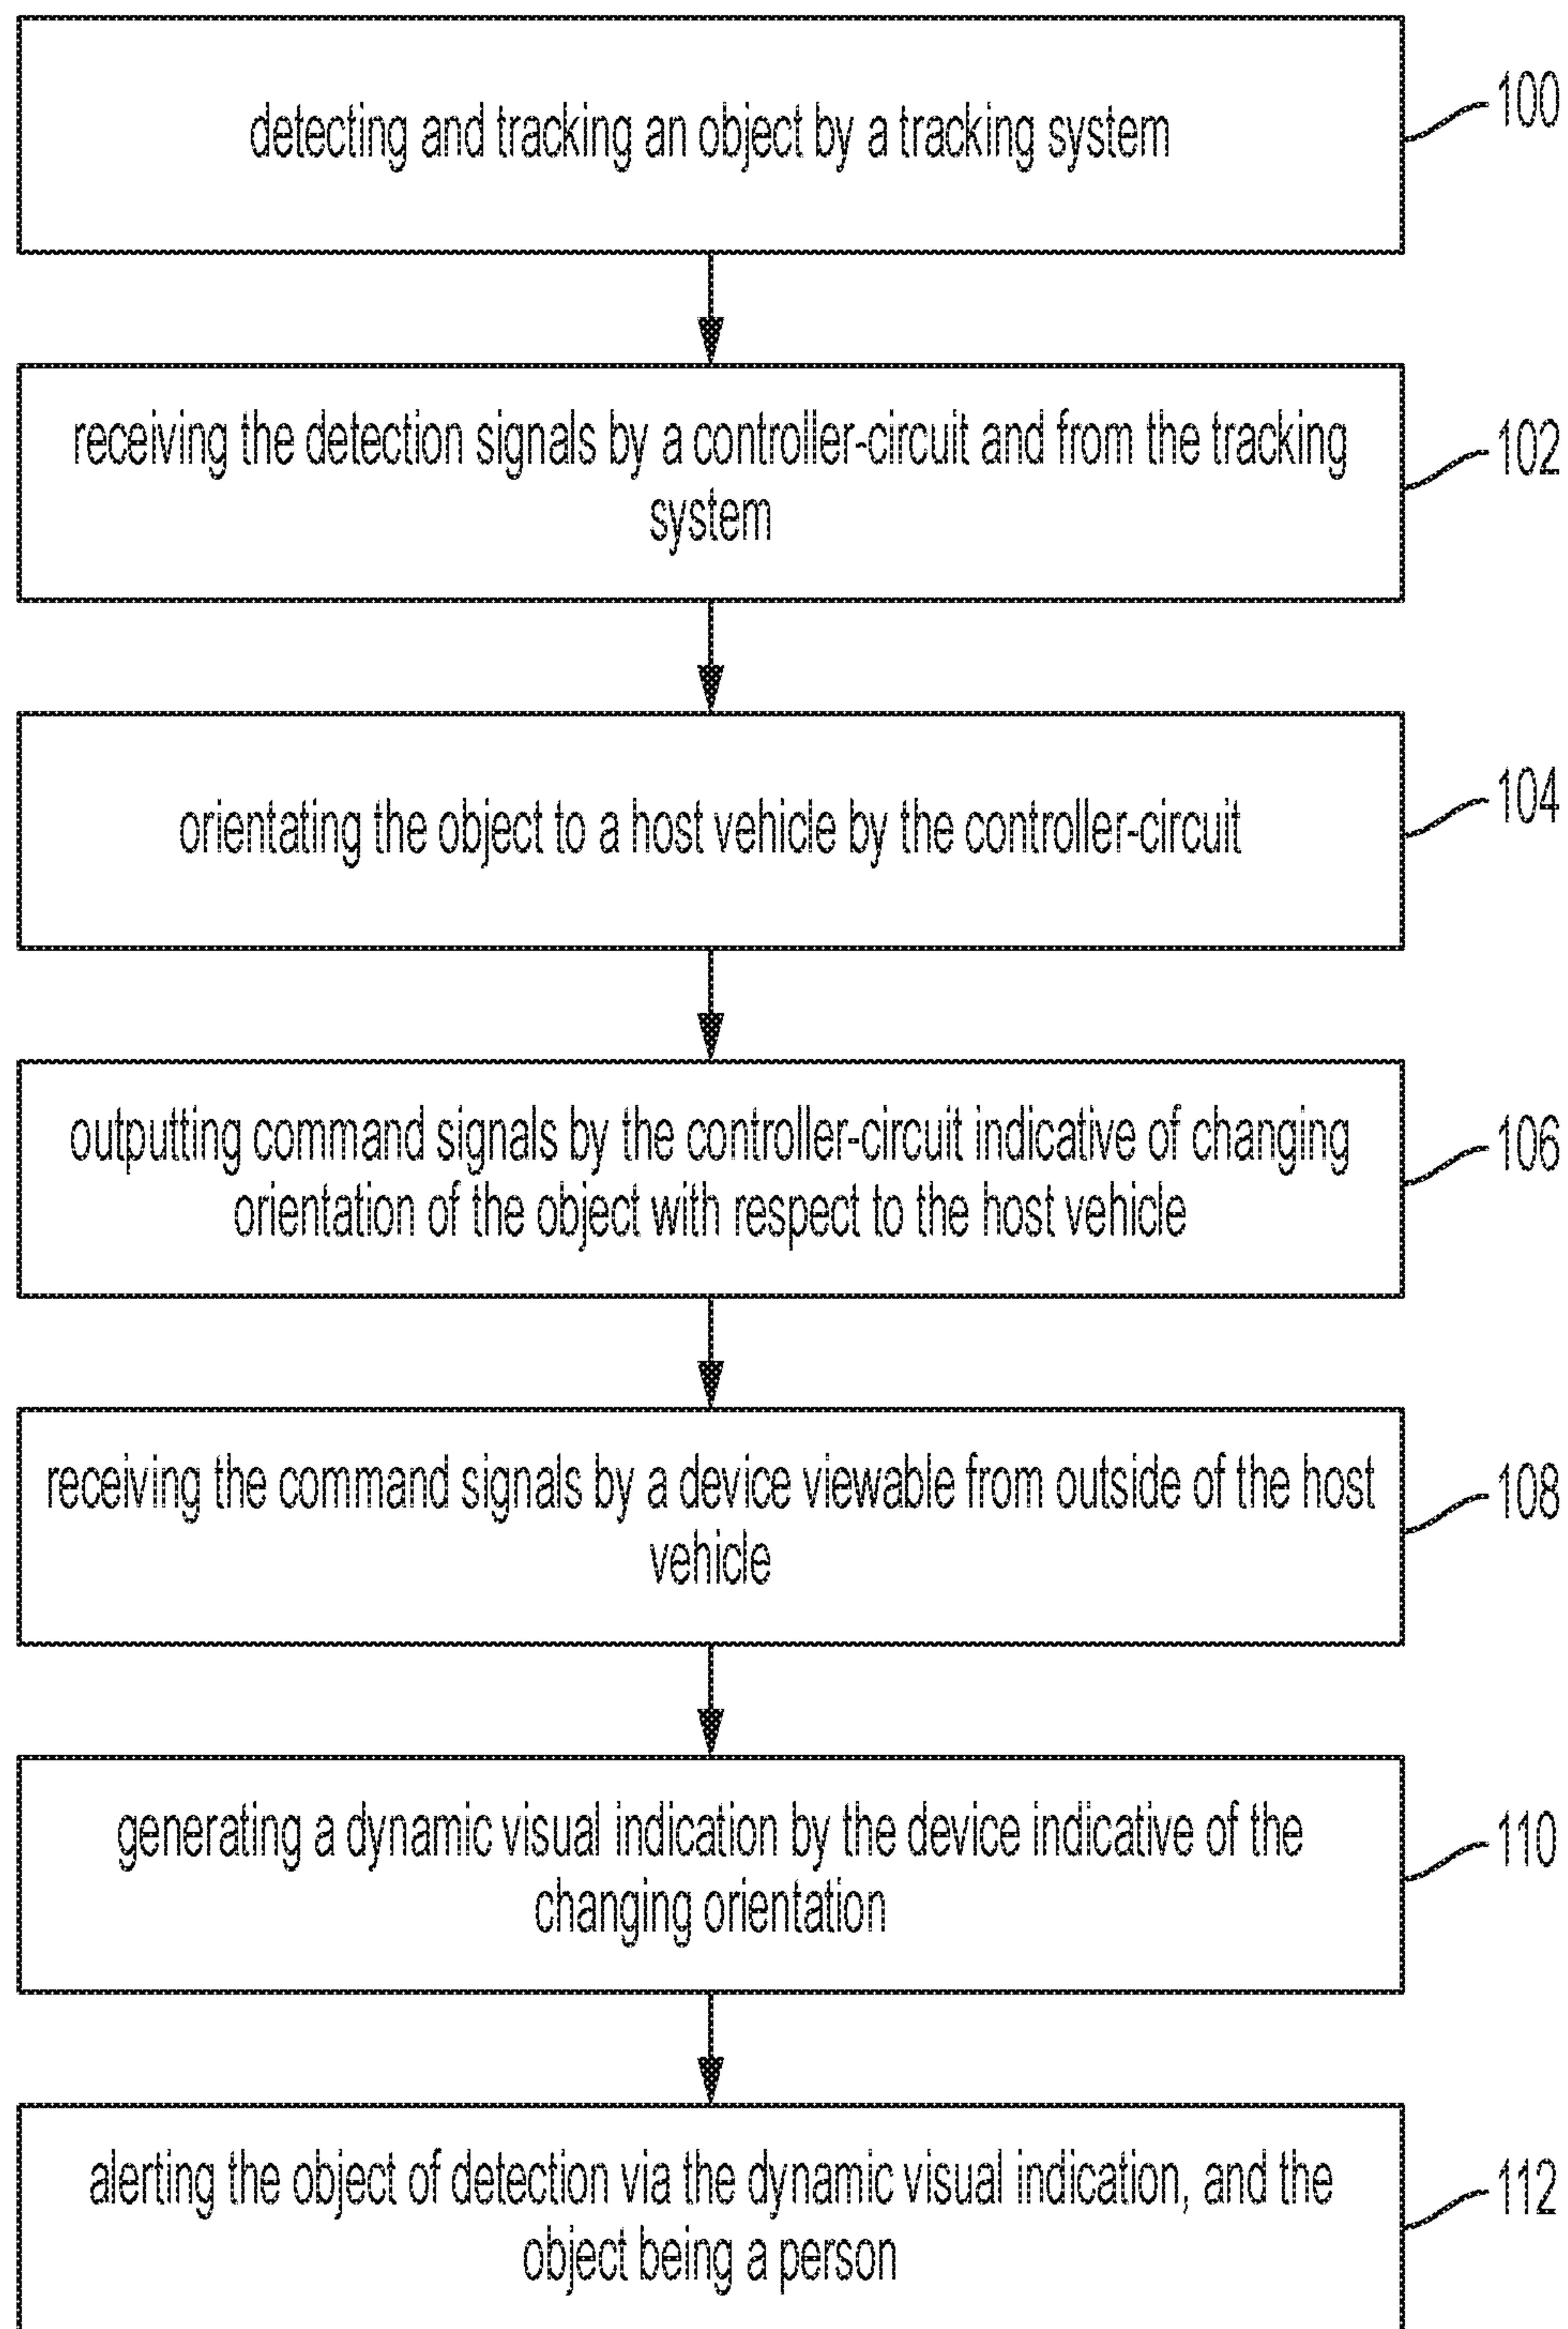 detecting and tracking an object by a tracking system
100
receiving the detection signals by a controller-circuit and from the tracking
system
102
orientating the object to a host vehicle by the controller-circuit
104
outputting command signals by the controller-circuit indicative of changing
orientation of the object with respect to the host vehicle
106
receiving the command signals by a device viewable from outside of the host
vehicle
108
generating a dynamic visual indication by the device indicative of the
changing orientation
110
alerting the object of detection via the dynamic visual indication, and the
object being a person
112